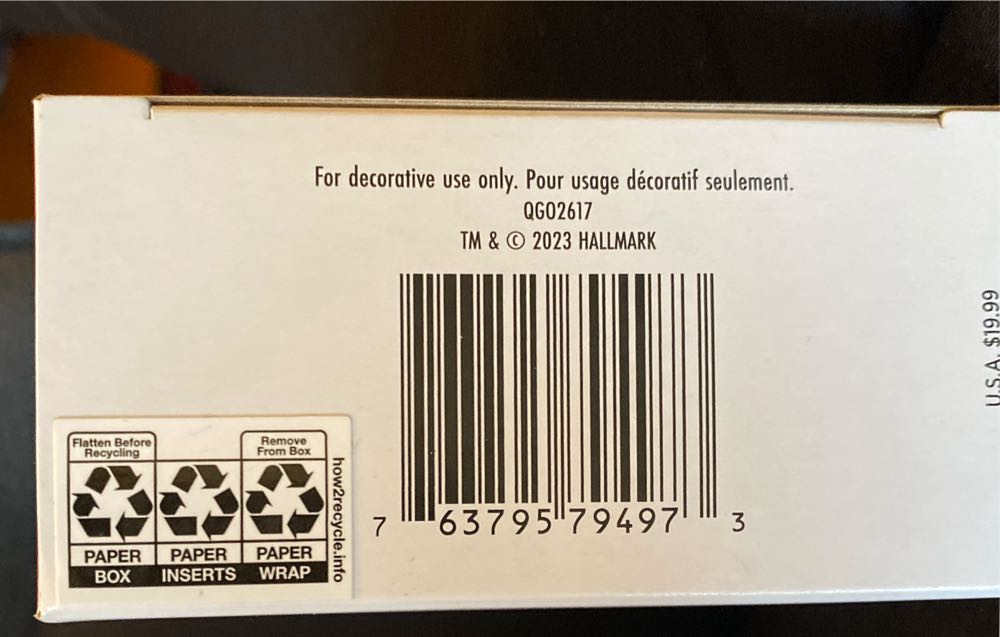 For decorative use only. Pour usage décoratif seulement.
QGO2617
TM & © 2023 HALLMARK
7 63795 79497 3
U.S.A. $19.99
Flatten Before
Recycling
Remove
From Box
PAPER
PAPER
PAPER
BOX
INSERTS
WRAP
how2recycle.info